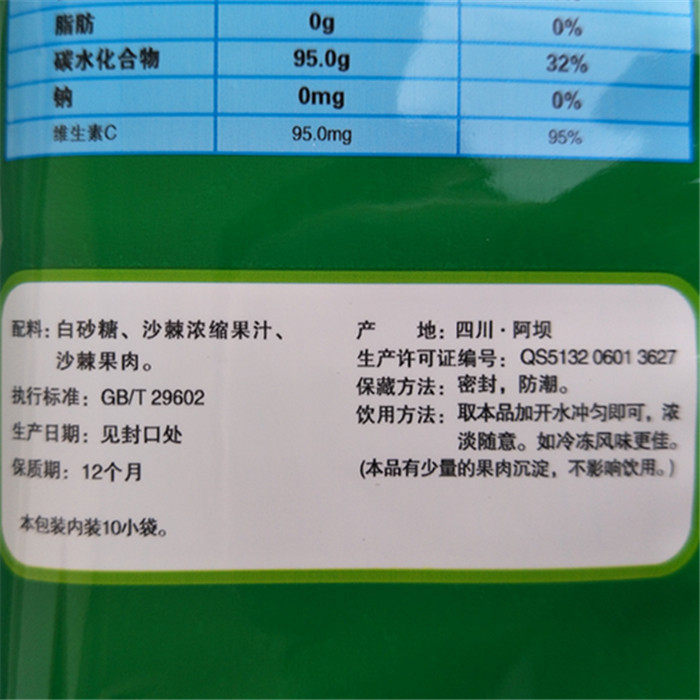 脂肪 0g 0%
碳水化合物 95.0g 32%
钠 0mg 0%
维生素C 95.0mg 95%
配料：白砂糖、沙棘浓缩果汁、
沙棘果肉。
执行标准：GB/T 29602
生产日期：见封口处
保质期：12个月
本包装内装10小袋。
产 地：四川·阿坝
生产许可证编号：QS5132 0601 3627
保藏方法：密封，防潮。
饮用方法：取本品加开水冲匀即可，浓
淡随意。如冷冻风味更佳。
(本品有少量的果肉沉淀，不影响饮用。)